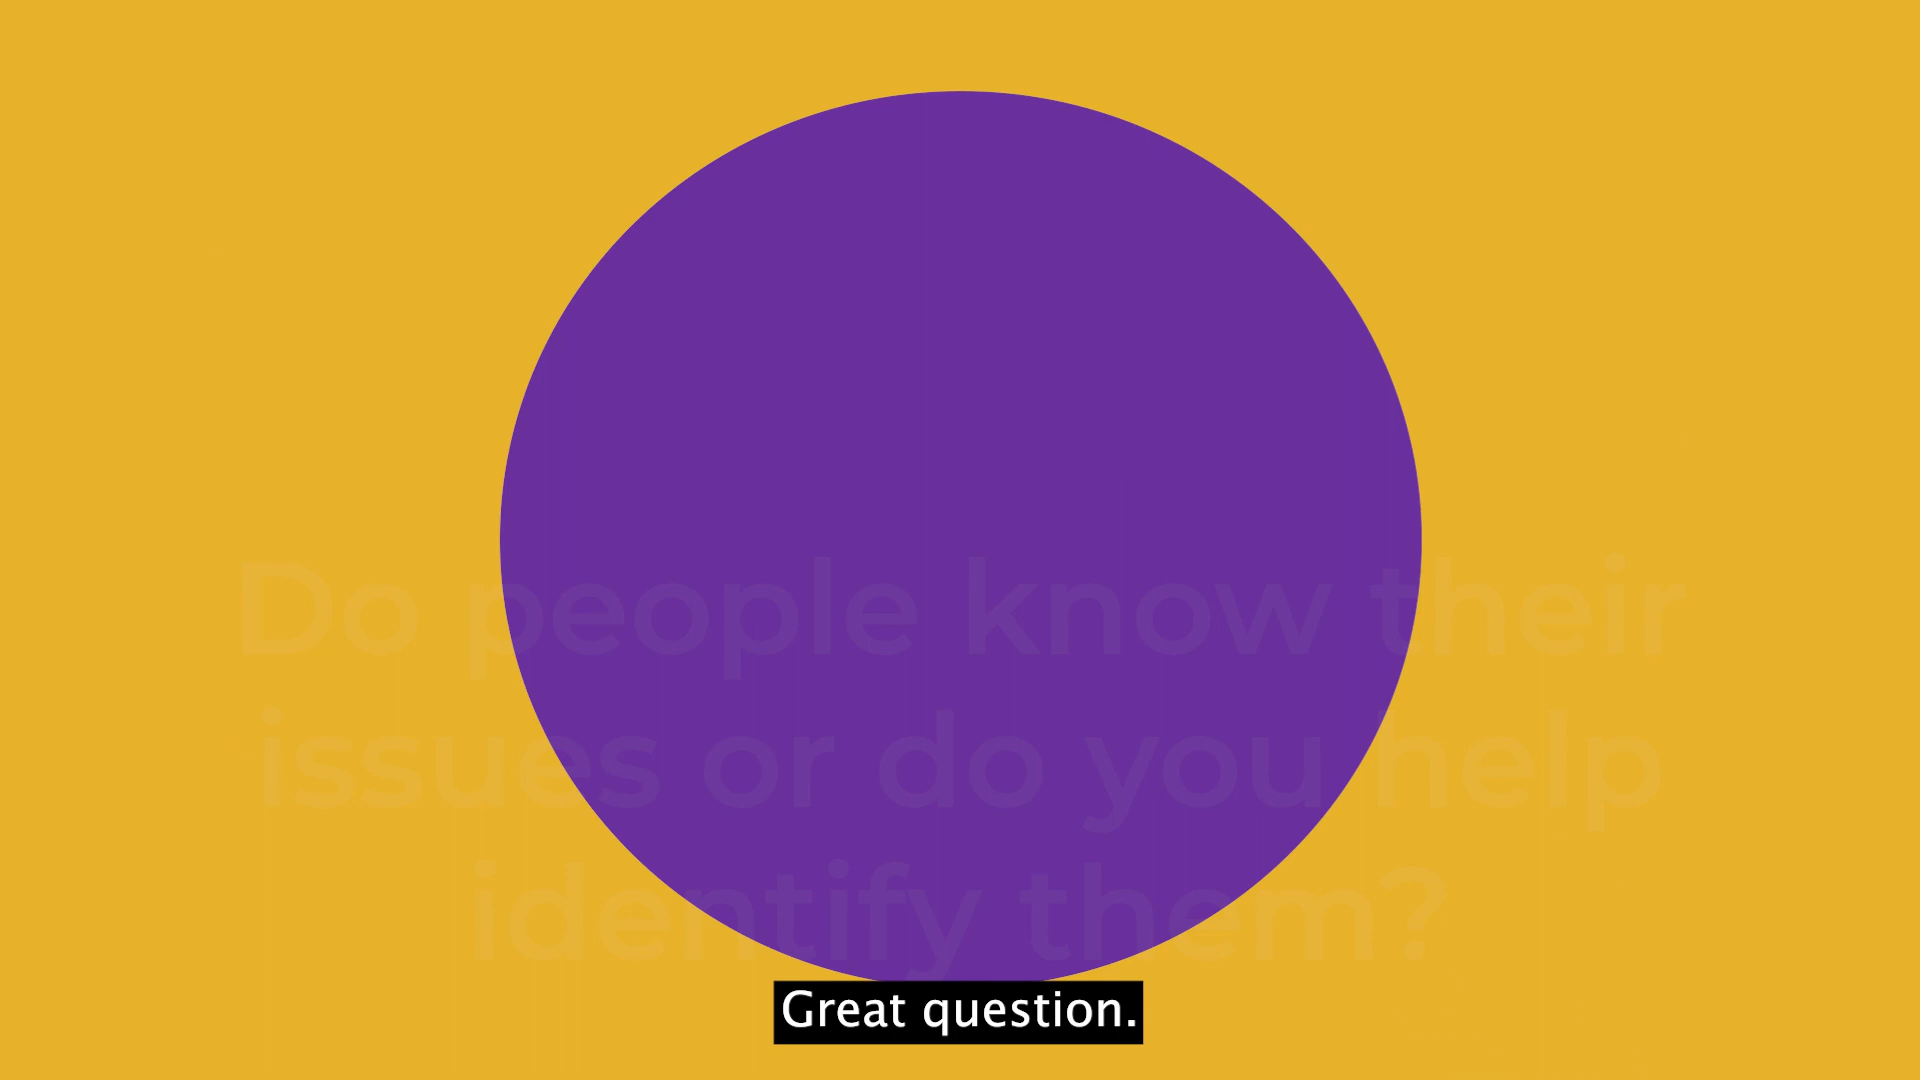 Do people know their
issues or do you help
identify them?
Great question.